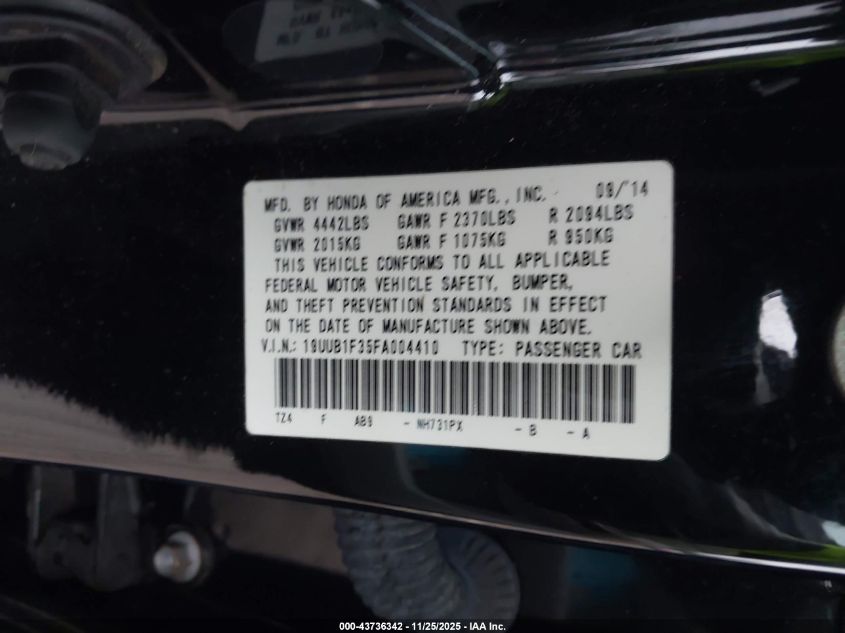 MFD. BY HONDA OF AMERICA MFG., INC. 09/'14
GVWR 4442LBS GAWR F 2370LBS R 2094LBS
GVWR 2015KG GAWR F 1075KG R 950KG
THIS VEHICLE CONFORMS TO ALL APPLICABLE
FEDERAL MOTOR VEHICLE SAFETY, BUMPER,
AND THEFT PREVENTION STANDARDS IN EFFECT
ON THE DATE OF MANUFACTURE SHOWN ABOVE.
V.I.N.: 19UUB1F35FA004410 TYPE: PASSENGER CAR
TZ4 F AB9 - NH731PX - B - A
000-43736342 - 11/25/2025 - IAA Inc.